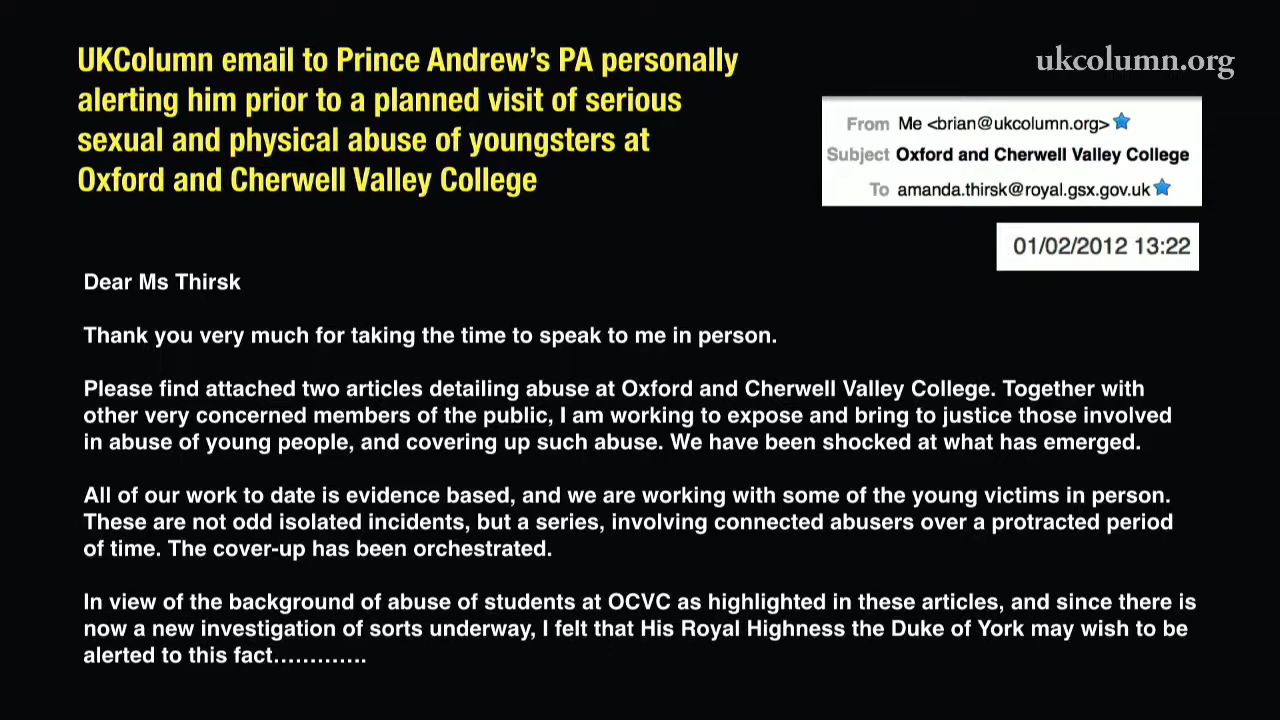 UKColumn email to Prince Andrew's PA personally
alerting him prior to a planned visit of serious
sexual and physical abuse of youngsters at
Oxford and Cherwell Valley College
ukcolumn.org
From Me <brian@ukcolumn.org>
Subject Oxford and Cherwell Valley College
To amanda.thirsk@royal.gsx.gov.uk
01/02/2012 13:22
Dear Ms Thirsk
Thank you very much for taking the time to speak to me in person.
Please find attached two articles detailing abuse at Oxford and Cherwell Valley College. Together with
other very concerned members of the public, I am working to expose and bring to justice those involved
in abuse of young people, and covering up such abuse. We have been shocked at what has emerged.
All of our work to date is evidence based, and we are working with some of the young victims in person.
These are not odd isolated incidents, but a series, involving connected abusers over a protracted period
of time. The cover-up has been orchestrated.
In view of the background of abuse of students at OCVC as highlighted in these articles, and since there is
now a new investigation of sorts underway, I felt that His Royal Highness the Duke of York may wish to be
alerted to this fact.............